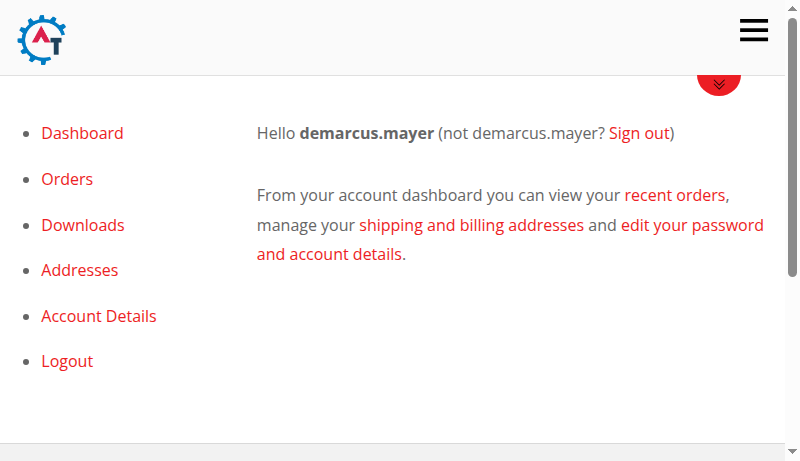 AT
Dashboard
Orders
Downloads
Addresses
Account Details
Logout
Hello demarcus.mayer (not demarcus.mayer? Sign out)
From your account dashboard you can view your recent orders,
manage your shipping and billing addresses and edit your password
and account details.